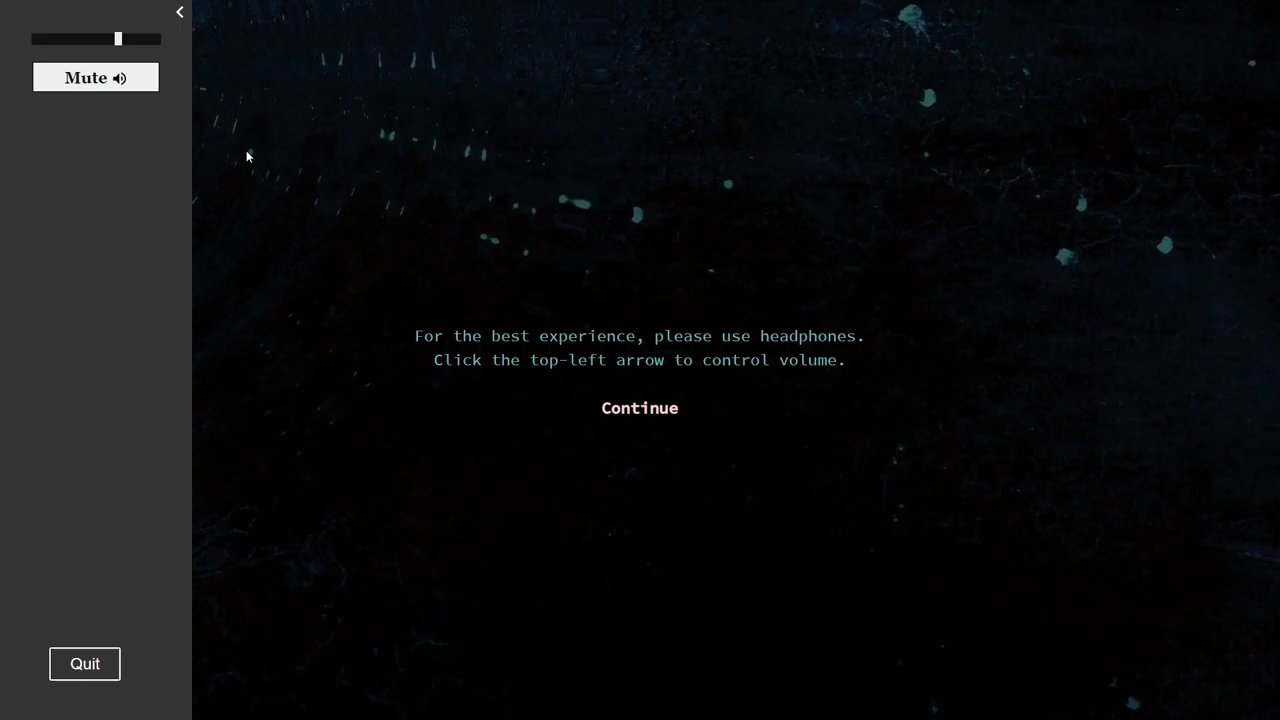 Mute
For the best experience, please use headphones.
Click the top-left arrow to control volume.
Continue
Quit